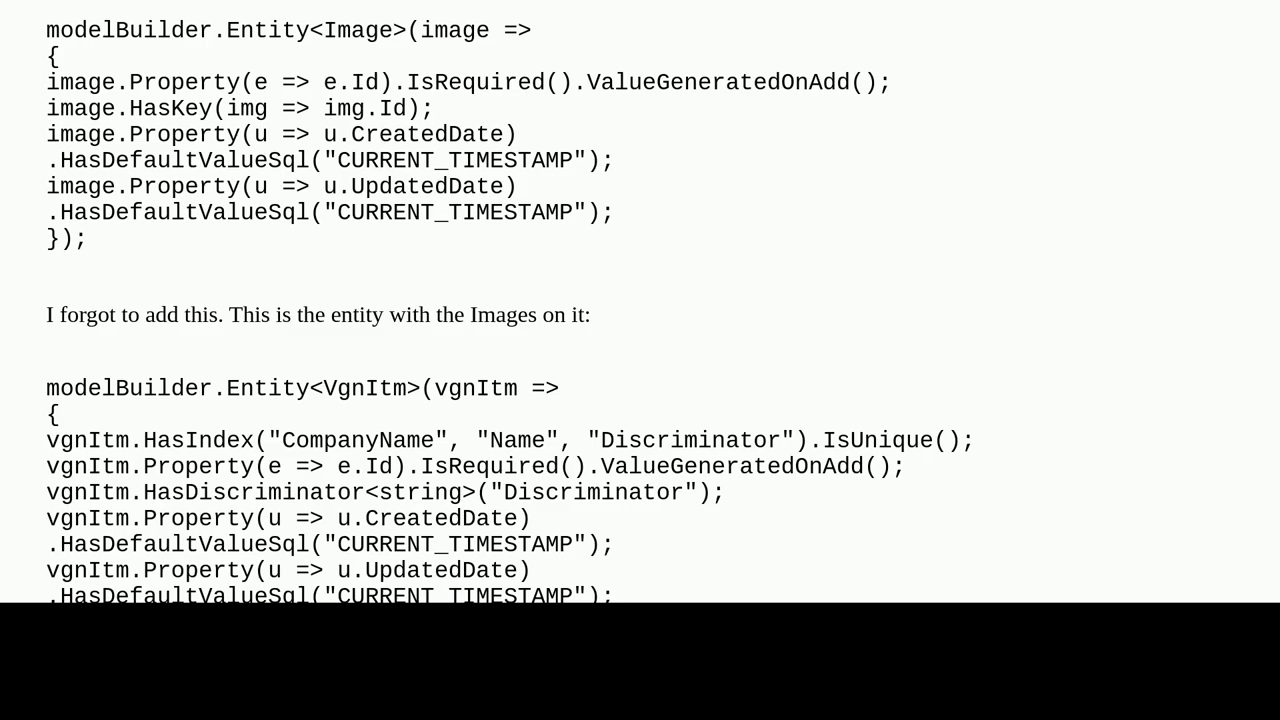 modelBuilder.Entity<Image>(image =>
{
image.Property(e => e.Id).IsRequired().ValueGeneratedOnAdd();
image.HasKey(img => img.Id);
image.Property(u => u.CreatedDate)
.HasDefaultValueSql("CURRENT_TIMESTAMP");
image.Property(u => u.UpdatedDate)
.HasDefaultValueSql("CURRENT_TIMESTAMP");
});
I forgot to add this. This is the entity with the Images on it:
modelBuilder.Entity<VgnItm>(vgnItm =>
{
vgnItm.HasIndex("CompanyName", "Name", "Discriminator").IsUnique();
vgnItm.Property(e => e.Id).IsRequired().ValueGeneratedOnAdd();
vgnItm.HasDiscriminator<string>("Discriminator");
vgnItm.Property(u => u.CreatedDate)
.HasDefaultValueSql("CURRENT_TIMESTAMP");
vgnItm.Property(u => u.UpdatedDate)
.HasDefaultValueSql("CURRENT_TIMESTAMP");